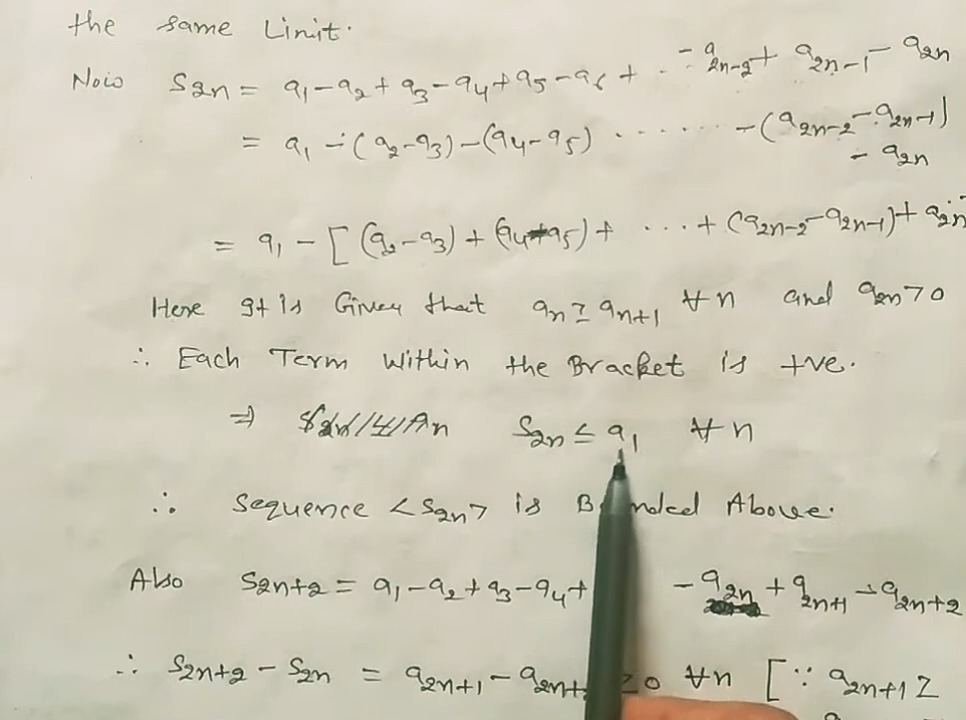 the same Limit.
Now S2n = a1 - a2 + a3 - a4 + a5 - a6 + . . - a2n-2 + a2n-1 - a2n
= a1 - (a2 - a3) - (a4 - a5) . . . . . . . - (a2n-2 - a2n-1)
- a2n
= a1 - [(a2 - a3) + (a4 - a5) + . . . + (a2n-2 - a2n-1) + a2n
Here It is Given that an ≥ an+1 ∀ n and an > 0
∴ Each Term within the Bracket is +ve.
⇒ S2n ≤ a1 ∀ n
∴ Sequence <S2n> is B nded Above.
Also S2n+2 = a1 - a2 + a3 - a4 + - a2n + a2n+1 - a2n+2
∴ S2n+2 - S2n = a2n+1 - a2n+ ≥ 0 ∀ n [∵ a2n+1 ≥